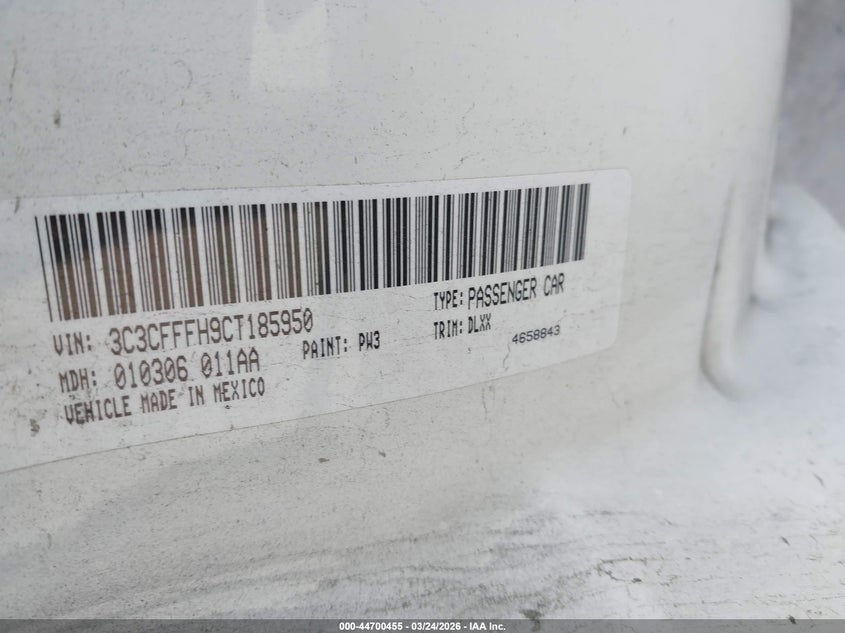 VIN: 3C3CFFFH9CT185950
TYPE: PASSENGER CAR
MDH: 010306 011AA
PAINT: PW3
TRIM: DLXX
VEHICLE MADE IN MEXICO
4658843
000-44700455 - 03/24/2026 - IAA Inc.